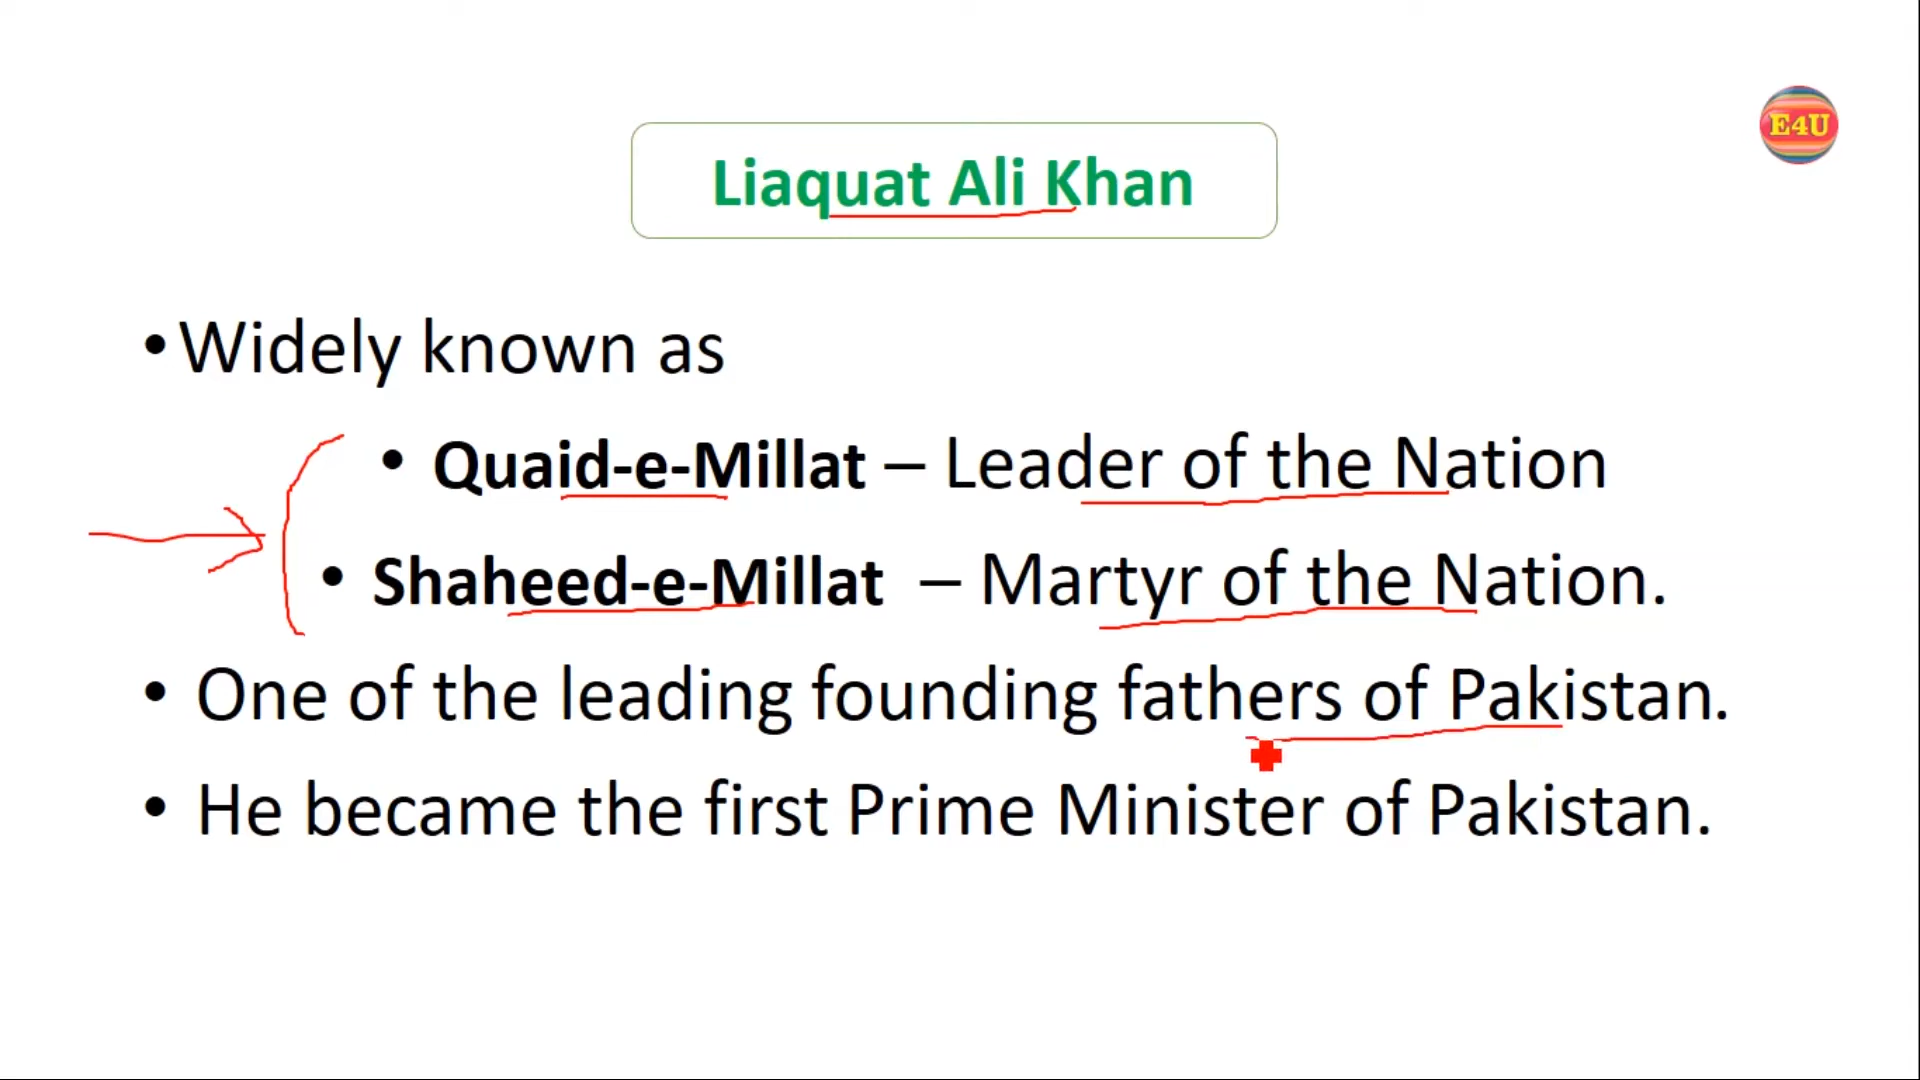 E4U
Liaquat Ali Khan
•Widely known as
• Quaid-e-Millat – Leader of the Nation
• Shaheed-e-Millat – Martyr of the Nation.
• One of the leading founding fathers of Pakistan.
• He became the first Prime Minister of Pakistan.